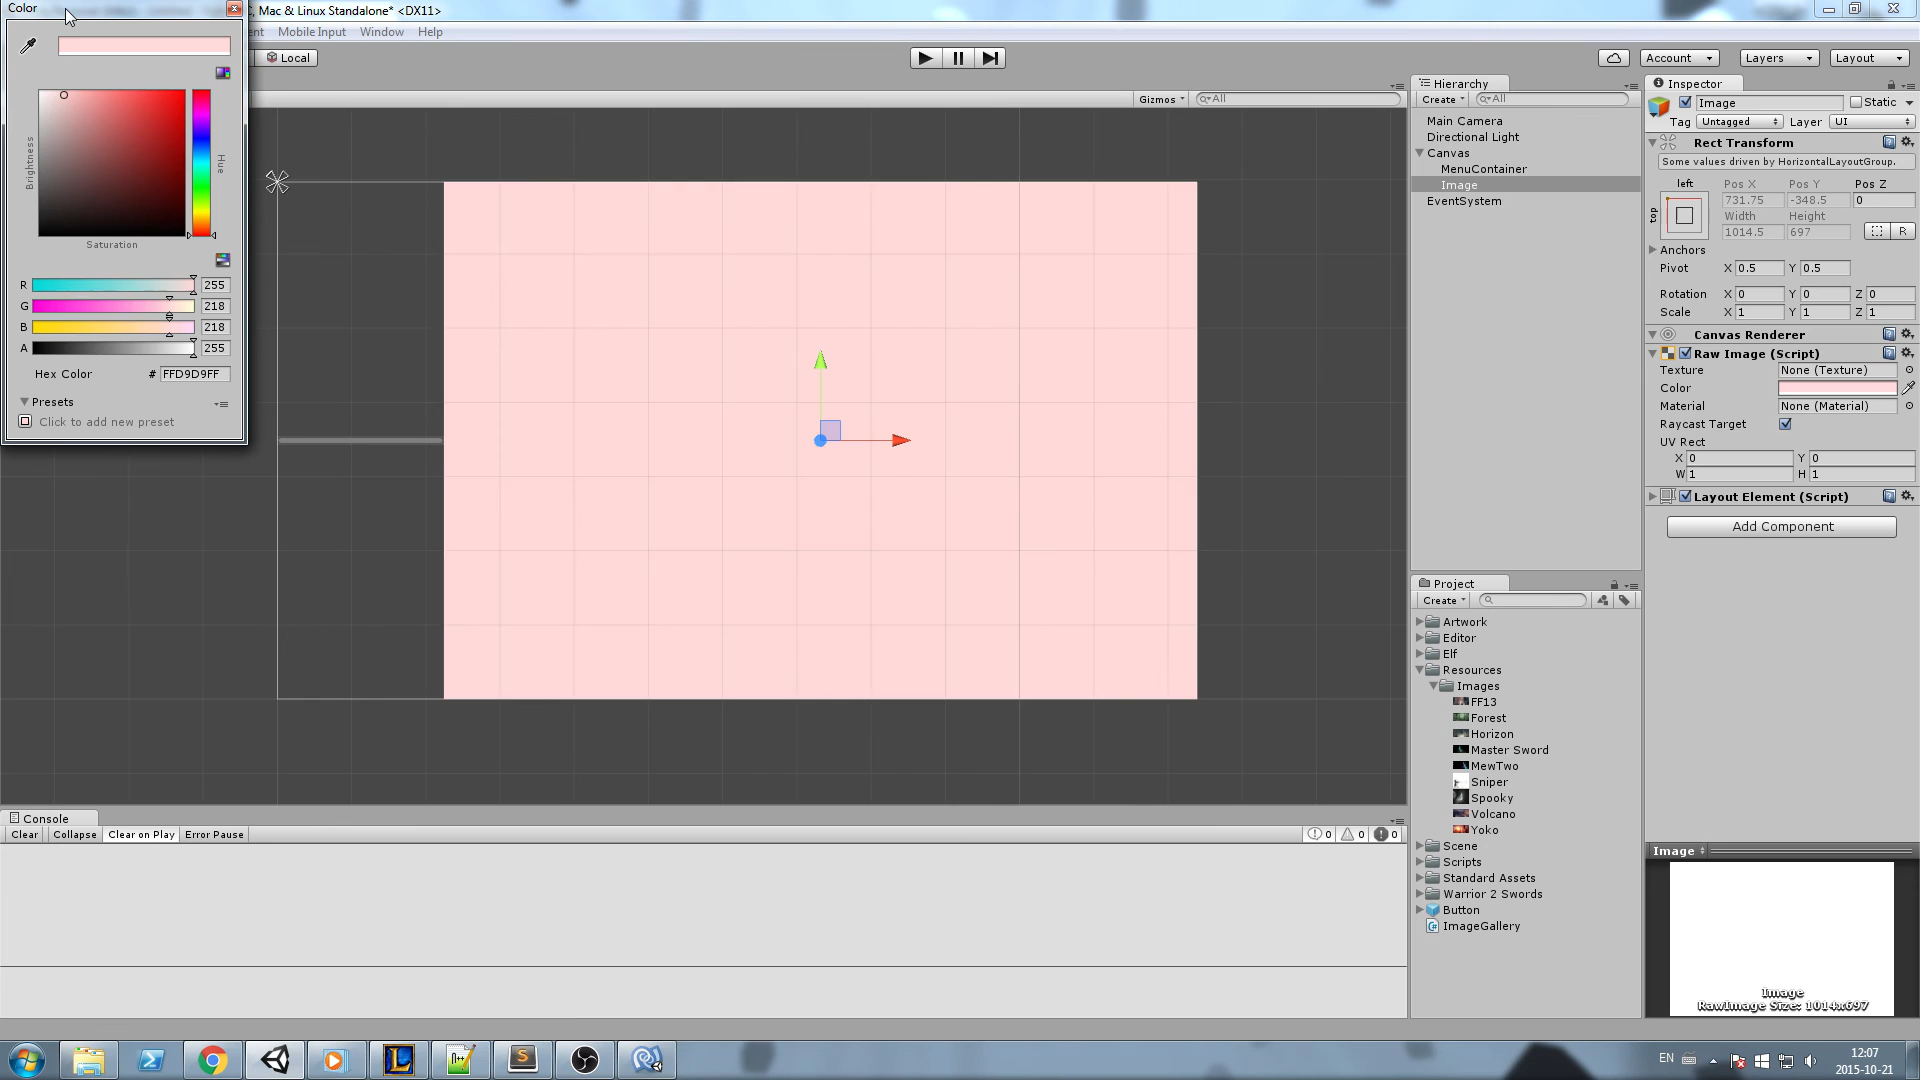 Color
C, Mac & Linux Standalone* <DX11>
ent Mobile Input Window Help
Local
Account Layers Layout
Gizmos All
Hierarchy
Create All
Main Camera
Directional Light
Canvas
MenuContainer
Image
EventSystem
Inspector
Image Static
Tag Untagged Layer UI
Rect Transform
Some values driven by HorizontalLayoutGroup.
left Pos X Pos Y Pos Z
731.75 -348.5 0
top Width Height
1014.5 697 R
Anchors
Pivot X 0.5 Y 0.5
Rotation X 0 Y 0 Z 0
Scale X 1 Y 1 Z 1
Canvas Renderer
Raw Image (Script)
Texture None (Texture)
Color
Material None (Material)
Raycast Target
UV Rect
X 0 Y 0
W 1 H 1
Layout Element (Script)
Add Component
Brightness
Hue
Saturation
R 255
G 218
B 218
A 255
Hex Color # FFD9D9FF
Presets
Click to add new preset
Project
Create
Artwork
Editor
Elf
Resources
Images
FF13
Forest
Horizon
Master Sword
MewTwo
Sniper
Spooky
Volcano
Yoko
Scene
Scripts
Standard Assets
Warrior 2 Swords
Button
ImageGallery
Console
Clear Collapse Clear on Play Error Pause 0 0 0
Image
Image
RawImage Size: 1014x697
EN
12:07
2015-10-21